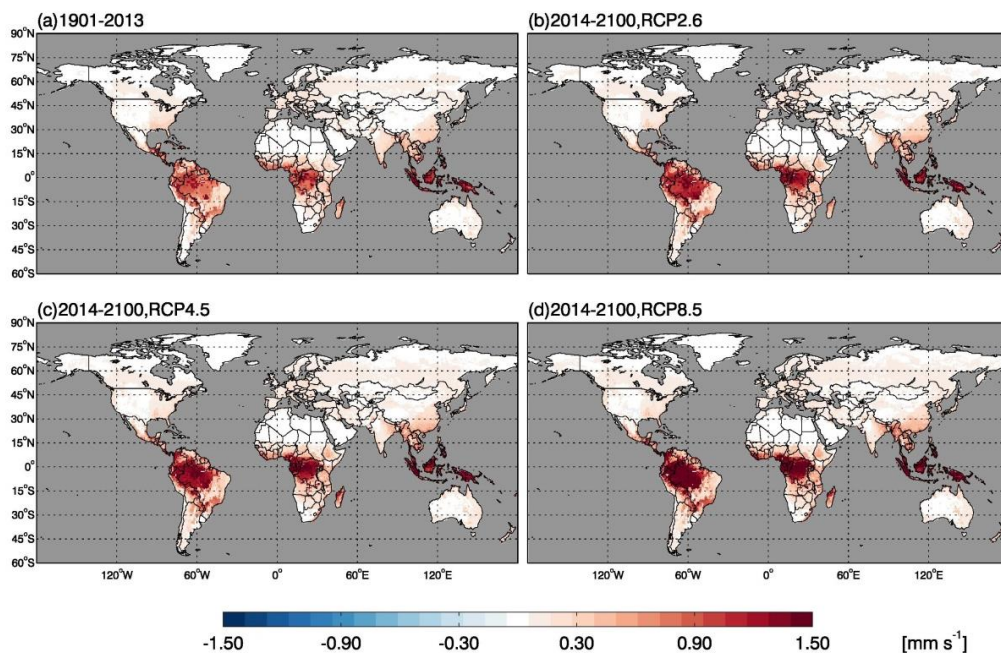 (a)1901-2013
(b)2014-2100,RCP2.6
90°N
75°N
60°N
45°N
30°N
15°N
0°
15°S
30°S
45°S
60°S
(c)2014-2100,RCP4.5
(d)2014-2100,RCP8.5
90°N
75°N
60°N
45°N
30°N
15°N
0°
15°S
30°S
45°S
60°S
120°W 60°W 0° 60°E 120°E
120°W 60°W 0° 60°E 120°E
-1.50 -0.90 -0.30 0.30 0.90 1.50 [mm s⁻¹]